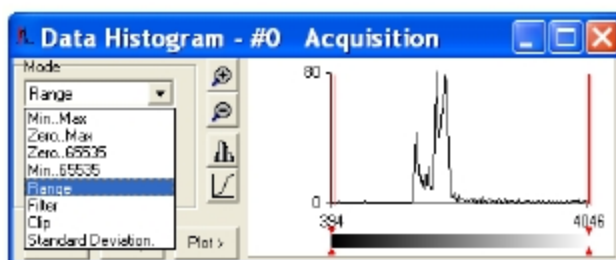 Data Histogram - #0 Acquisition
Mode
Range
Min..Max
Zero..Max
Zero..65535
Min..65535
Range
Filter
Clip
Standard Deviation.
Plot >
80
0
394
4046